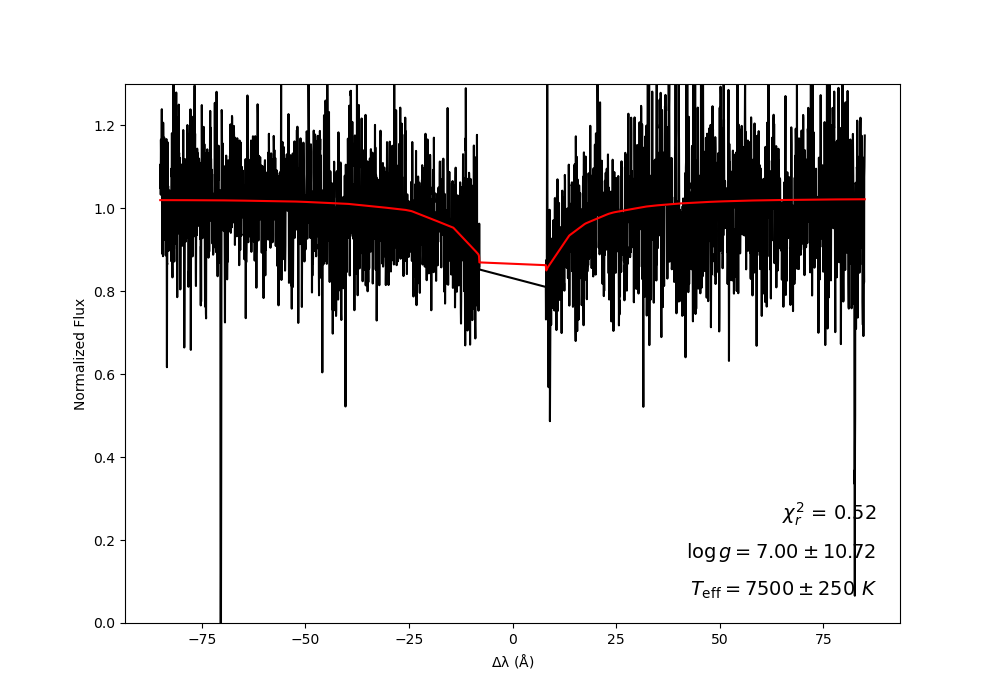 1.2
1.0
0.8
0.6
0.4
0.2
0.0
Normalized Flux
χ²ᵣ = 0.52
log g = 7.00 ± 10.72
T_eff = 7500 ± 250 K
−75 −50 −25 0 25 50 75
Δλ (Å)